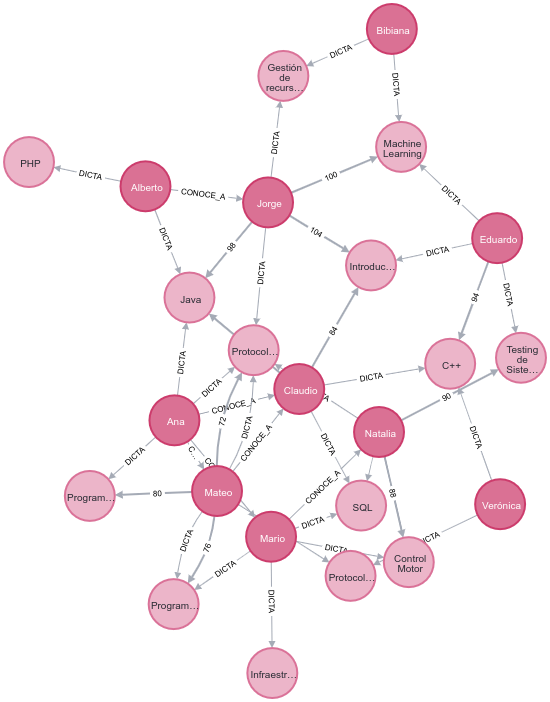 Bibiana
DICTA
Gestión
de
recurs…
DICTA
DICTA
Machine
Learning
PHP
DICTA
Alberto
CONOCE_A
Jorge
100
DICTA
Eduardo
DICTA
98
104
DICTA
DICTA
Introduc…
DICTA
94
DICTA
Java
84
Protocol…
C++
Testing
de
Siste…
DICTA
DICTA
Claudio
DICTA
CONOCE_A
A
90
Ana
72
DICTA
CONOCE_A
DICTA
Natalia
DICTA
DICTA
C…
CO
CONOCE_A
88
Program…
80
Mateo
SQL
Verónica
DICTA
Mario
DICTA
76
DICTA
DICTA
ICTA
Control
Motor
Protocol…
DICTA
Program…
DICTA
Infraestr…